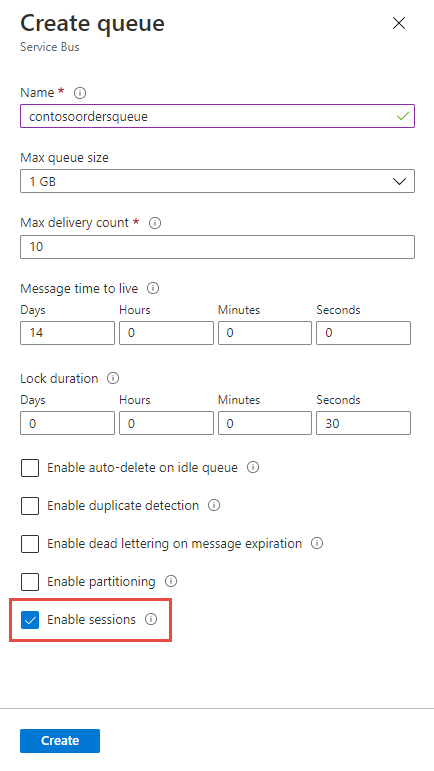 Create queue
Service Bus
Name *
contosoordersqueue
Max queue size
1 GB
Max delivery count *
10
Message time to live
Days Hours Minutes Seconds
14 0 0 0
Lock duration
Days Hours Minutes Seconds
0 0 0 30
Enable auto-delete on idle queue
Enable duplicate detection
Enable dead lettering on message expiration
Enable partitioning
Enable sessions
Create